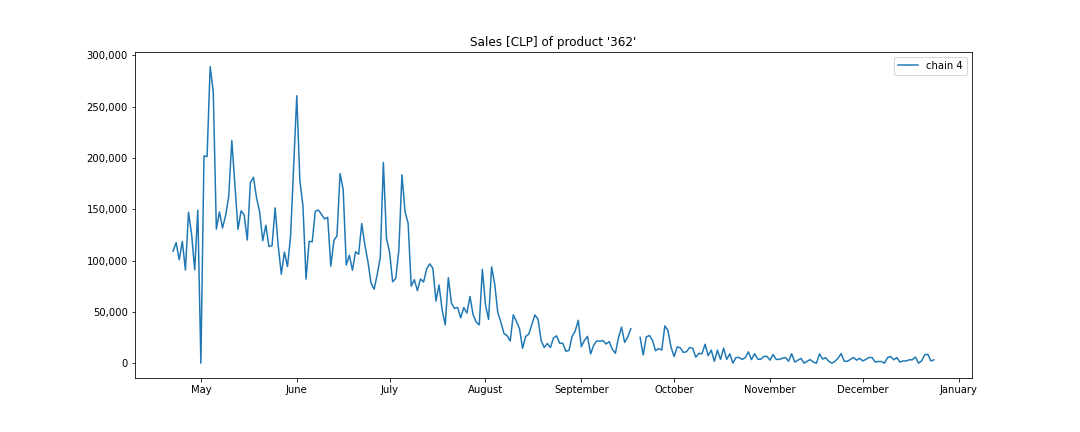 Sales [CLP] of product '362'
chain 4
300,000
250,000
200,000
150,000
100,000
50,000
0
May June July August September October November December January